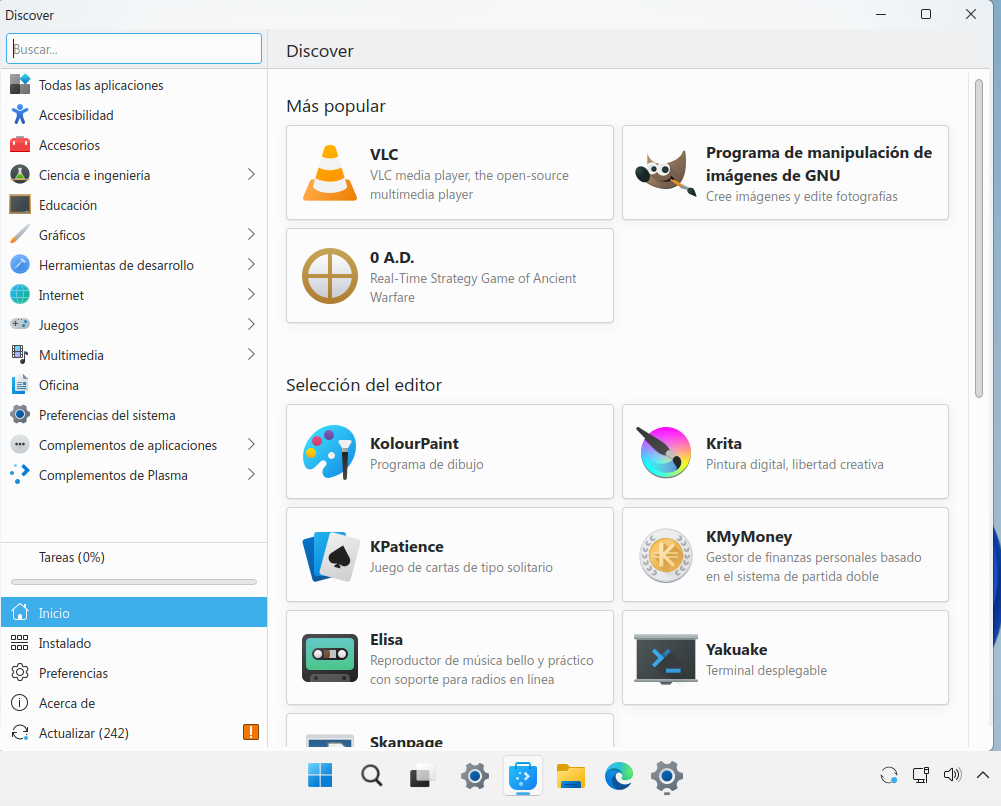 Discover
Buscar...
Discover
Todas las aplicaciones
Accesibilidad
Accesorios
Ciencia e ingeniería
Educación
Gráficos
Herramientas de desarrollo
Internet
Juegos
Multimedia
Oficina
Preferencias del sistema
Complementos de aplicaciones
Complementos de Plasma
Tareas (0%)
Inicio
Instalado
Preferencias
Acerca de
Actualizar (242)
Más popular
VLC
VLC media player, the open-source
multimedia player
Programa de manipulación de
imágenes de GNU
Cree imágenes y edite fotografías
0 A.D.
Real-Time Strategy Game of Ancient
Warfare
Selección del editor
KolourPaint
Programa de dibujo
Krita
Pintura digital, libertad creativa
KPatience
Juego de cartas de tipo solitario
KMyMoney
Gestor de finanzas personales basado
en el sistema de partida doble
Elisa
Reproductor de música bello y práctico
con soporte para radios en línea
Yakuake
Terminal desplegable
Skanpage